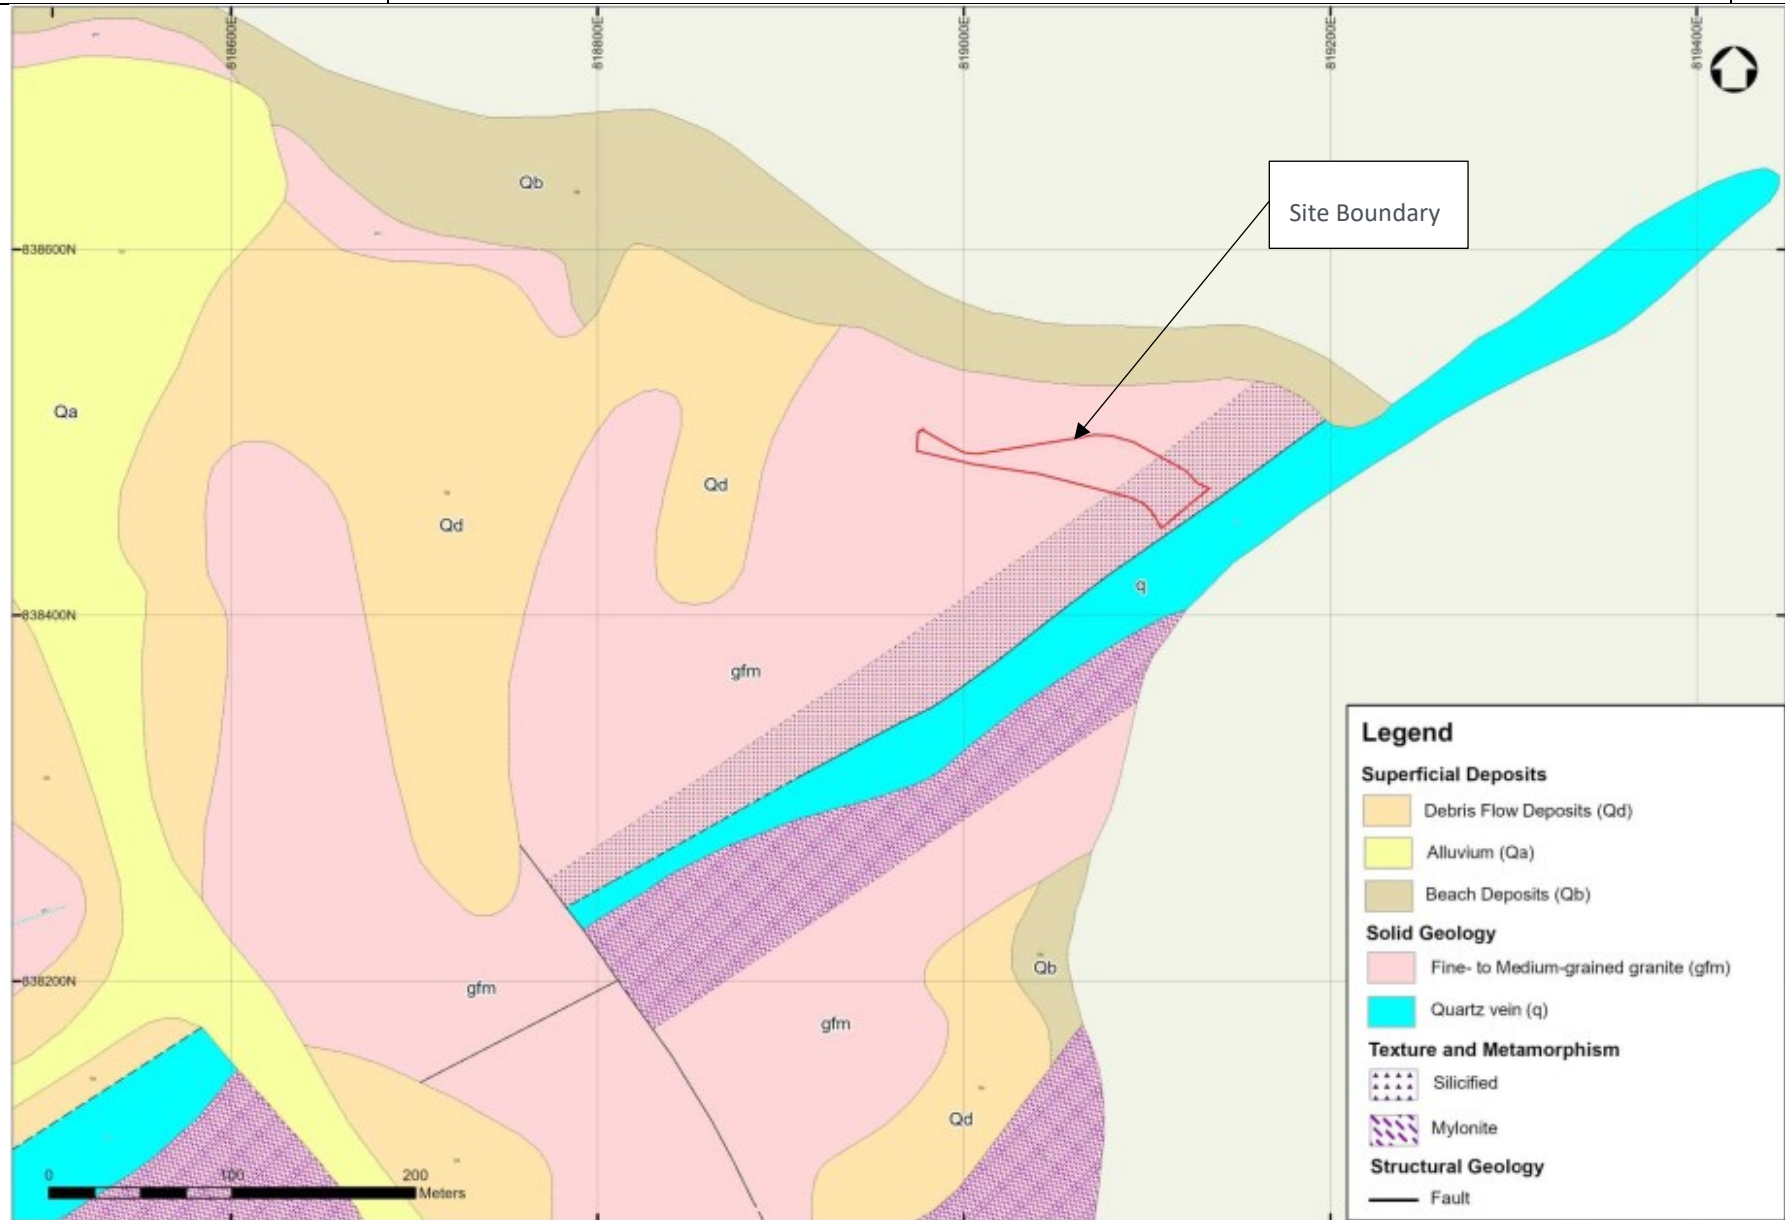 818600E
818800E
819000E
819200E
819400E
Qb
Site Boundary
838600N
Qa
Qd
Qd
q
838400N
gfm
Legend
Superficial Deposits
Debris Flow Deposits (Qd)
Alluvium (Qa)
Beach Deposits (Qb)
Solid Geology
Fine- to Medium-grained granite (gfm)
Quartz vein (q)
Texture and Metamorphism
Silicified
Mylonite
Structural Geology
Fault
838200N
gfm
gfm
Qb
Qd
0 100 200
Meters